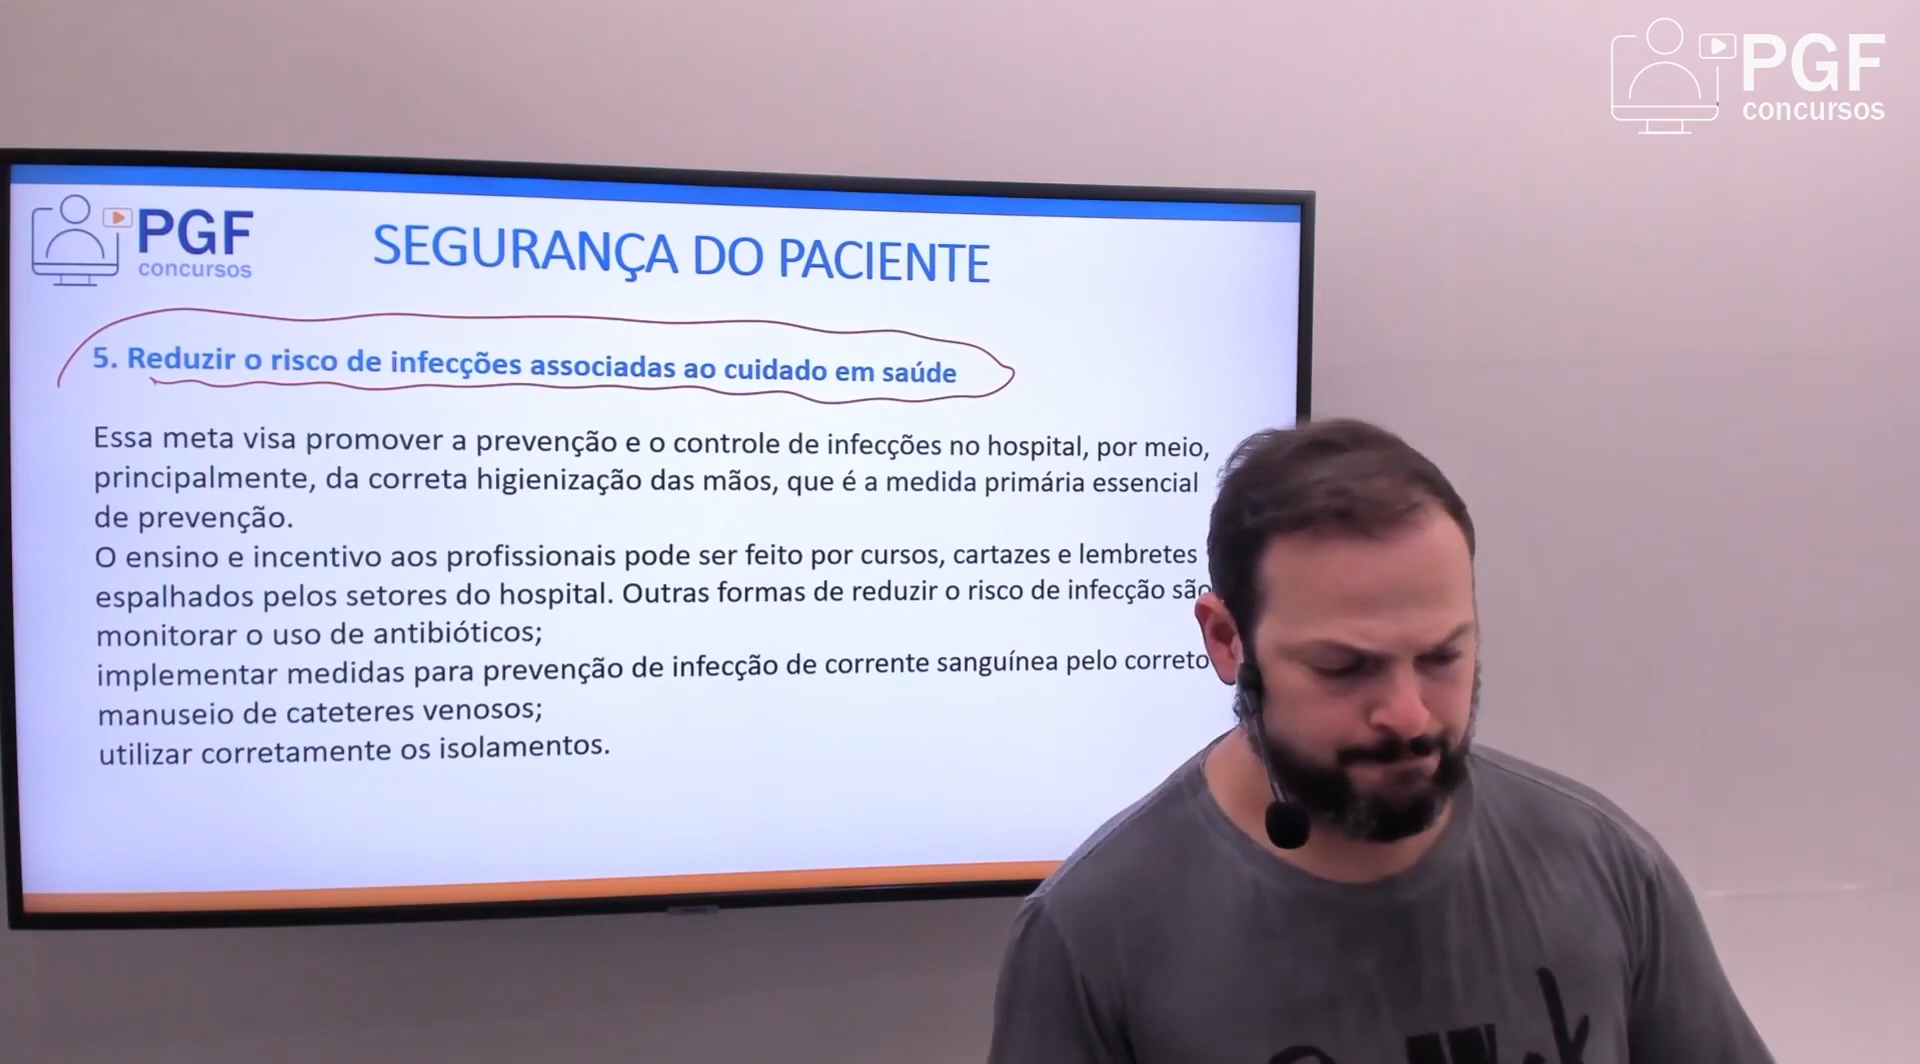 PGF
concursos
PGF
concursos
SEGURANÇA DO PACIENTE
5. Reduzir o risco de infecções associadas ao cuidado em saúde
Essa meta visa promover a prevenção e o controle de infecções no hospital, por meio,
principalmente, da correta higienização das mãos, que é a medida primária essencial
de prevenção.
O ensino e incentivo aos profissionais pode ser feito por cursos, cartazes e lembretes
espalhados pelos setores do hospital. Outras formas de reduzir o risco de infecção são
monitorar o uso de antibióticos;
implementar medidas para prevenção de infecção de corrente sanguínea pelo correto
manuseio de cateteres venosos;
utilizar corretamente os isolamentos.